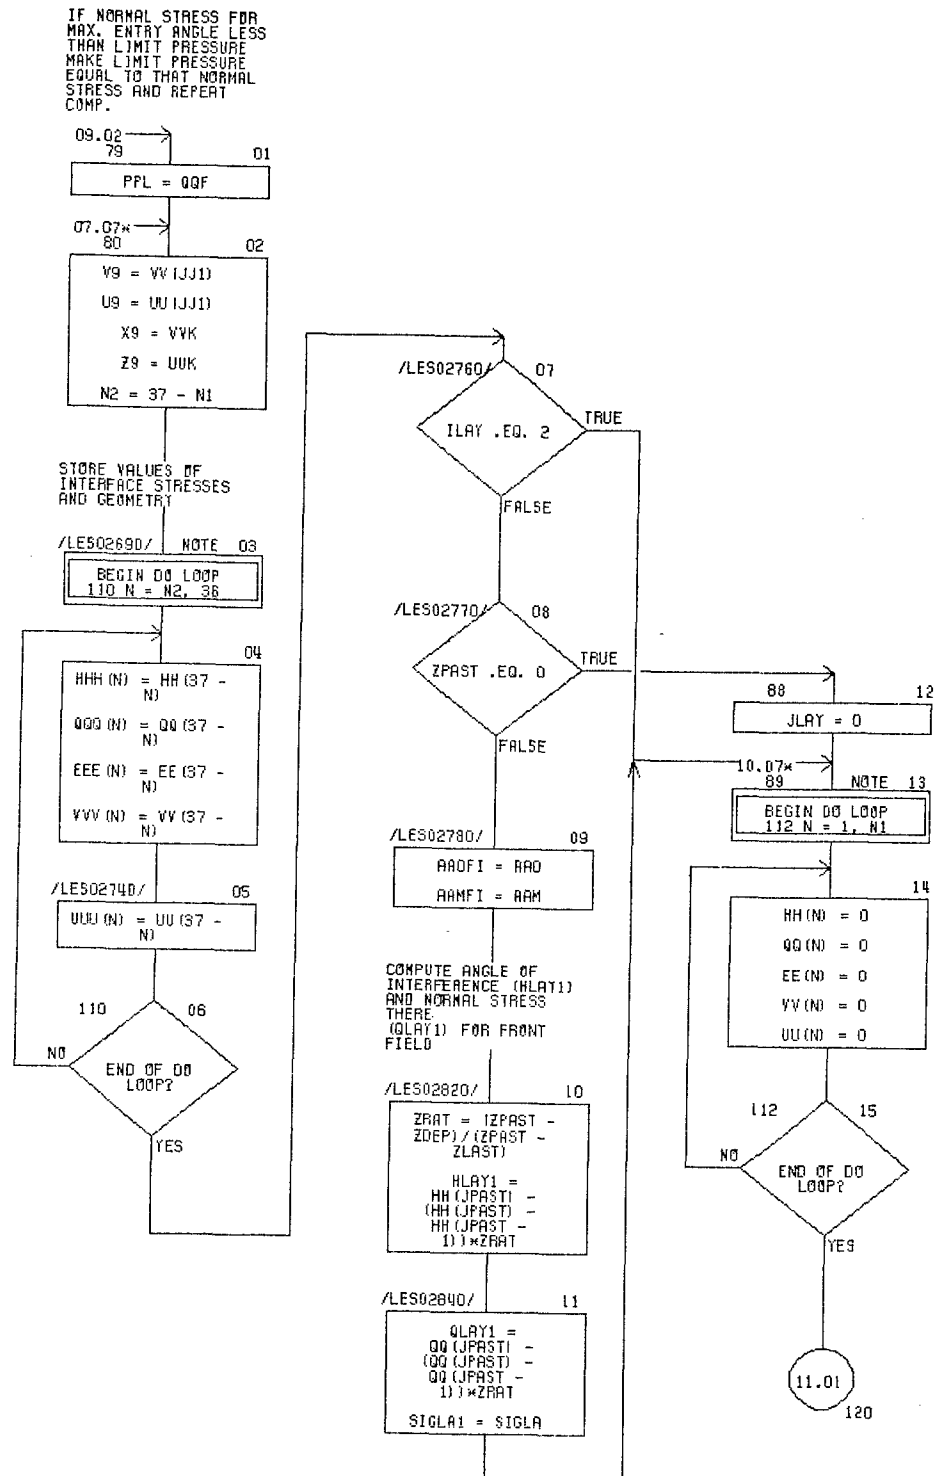 IF NORMAL STRESS FOR
MAX. ENTRY ANGLE LESS
THAN LIMIT PRESSURE
MAKE LIMIT PRESSURE
EQUAL TO THAT NORMAL
STRESS AND REPEAT
COMP.
09.02
79
01
PPL = QQF
07.07*
80
02
V9 = VV(JJ1)
U9 = UU(JJ1)
X9 = VVK
Z9 = UUK
N2 = 37 - N1
STORE VALUES OF
INTERFACE STRESSES
AND GEOMETRY
/LES02690/ NOTE 03
BEGIN DO LOOP
110 N = N2, 36
04
HHH(N) = HH(37 -
N)
QQQ(N) = QQ(37 -
N)
EEE(N) = EE(37 -
N)
VVV(N) = VV(37 -
N)
/LES02740/ 05
UUU(N) = UU(37 -
N)
110 06
NO
END OF DO
LOOP?
YES
/LES02760/ 07
ILAY .EQ. 2
TRUE
FALSE
/LES02770/ 08
ZPAST .EQ. 0
TRUE
FALSE
/LES02780/ 09
AAOFI = AAO
AAMFI = AAM
COMPUTE ANGLE OF
INTERFERENCE (HLAY1)
AND NORMAL STRESS
THERE
(QLAY1) FOR FRONT
FIELD
/LES02820/ 10
ZRAT = (ZPAST -
ZDEP)/(ZPAST -
ZLAST)
HLAY1 =
HH(JPAST) -
(HH(JPAST) -
HH(JPAST -
1))*ZRAT
/LES02840/ 11
QLAY1 =
QQ(JPAST) -
(QQ(JPAST) -
QQ(JPAST -
1))*ZRAT
SIGLA1 = SIGLA
88 12
JLAY = 0
10.07*
89 NOTE 13
BEGIN DO LOOP
112 N = 1, N1
14
HH(N) = 0
QQ(N) = 0
EE(N) = 0
VV(N) = 0
UU(N) = 0
112 15
NO
END OF DO
LOOP?
YES
11.01
120